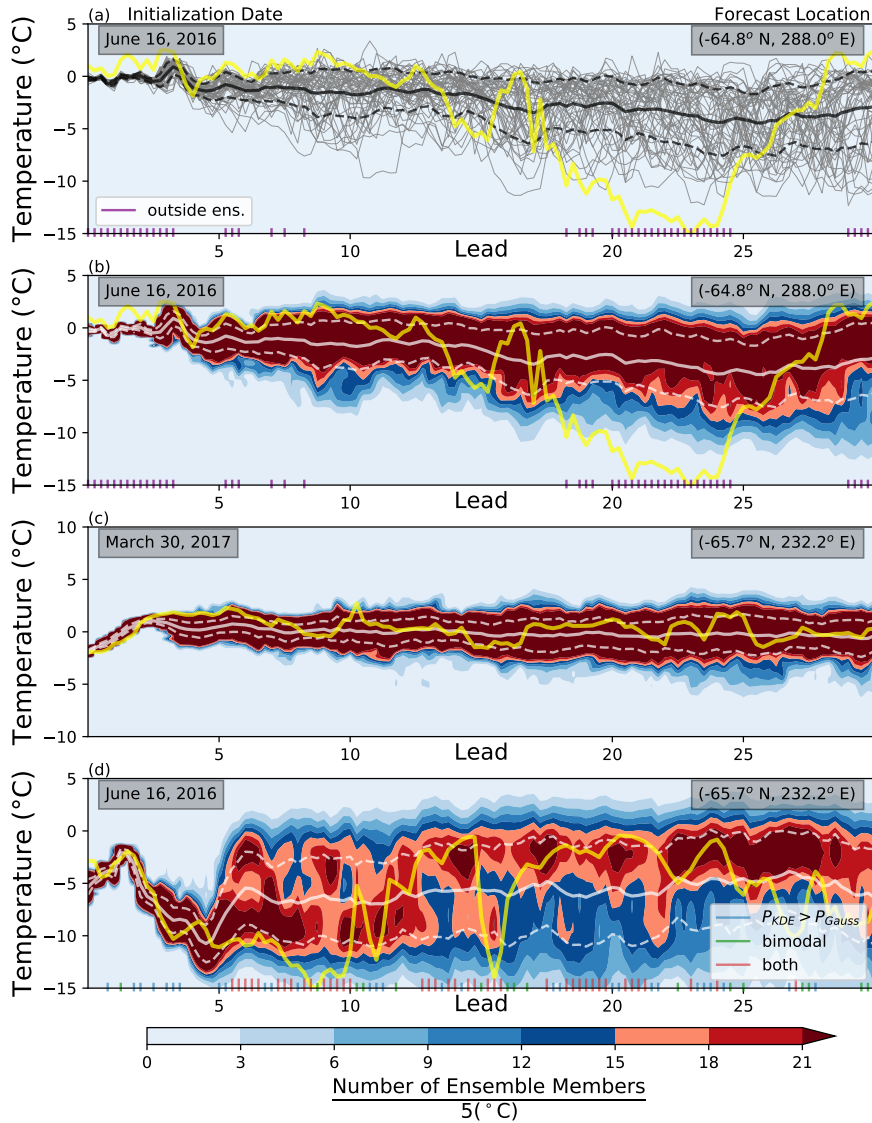 (a) Initialization Date Forecast Location
5
June 16, 2016 (-64.8° N, 288.0° E)
0
−5
−10
outside ens.
−15
5 10 Lead 20 25
Temperature (°C)
(b)
5
June 16, 2016 (-64.8° N, 288.0° E)
0
−5
−10
−15
5 10 Lead 20 25
Temperature (°C)
(c)
10
March 30, 2017 (-65.7° N, 232.2° E)
5
0
−5
−10
5 10 Lead 20 25
Temperature (°C)
(d)
5
June 16, 2016 (-65.7° N, 232.2° E)
0
−5
−10
P_KDE > P_Gauss
bimodal
both
−15
5 10 Lead 20 25
Temperature (°C)
0 3 6 9 12 15 18 21
Number of Ensemble Members
5(°C)